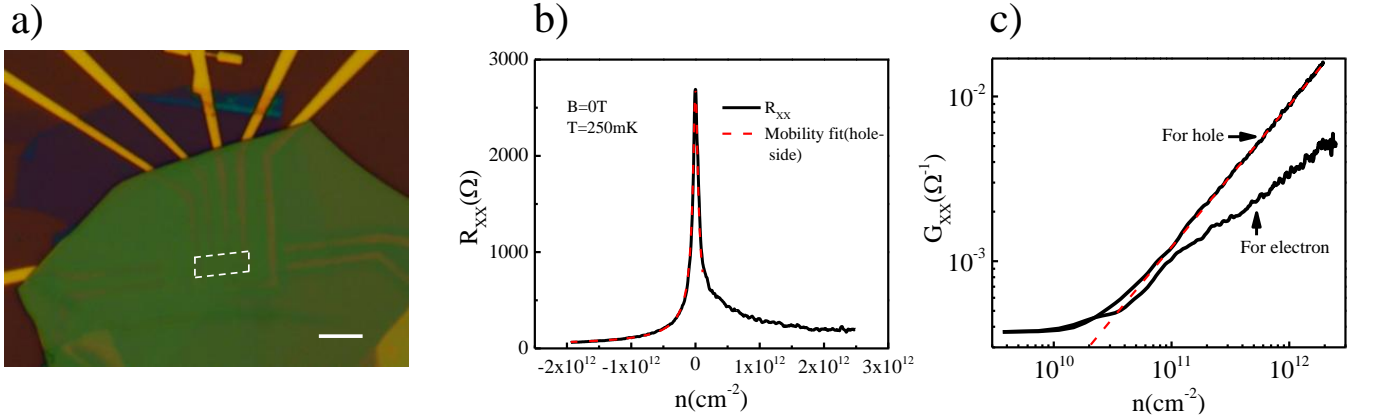 a)
b)
c)
3000
2000
1000
0
R_XX(Ω)
B=0T
T=250mK
R_XX
Mobility fit(hole-
side)
-2x10^12 -1x10^12 0 1x10^12 2x10^12 3x10^12
n(cm^-2)
10^-2
10^-3
G_XX(Ω^-1)
For hole
For electron
10^10 10^11 10^12
n(cm^-2)